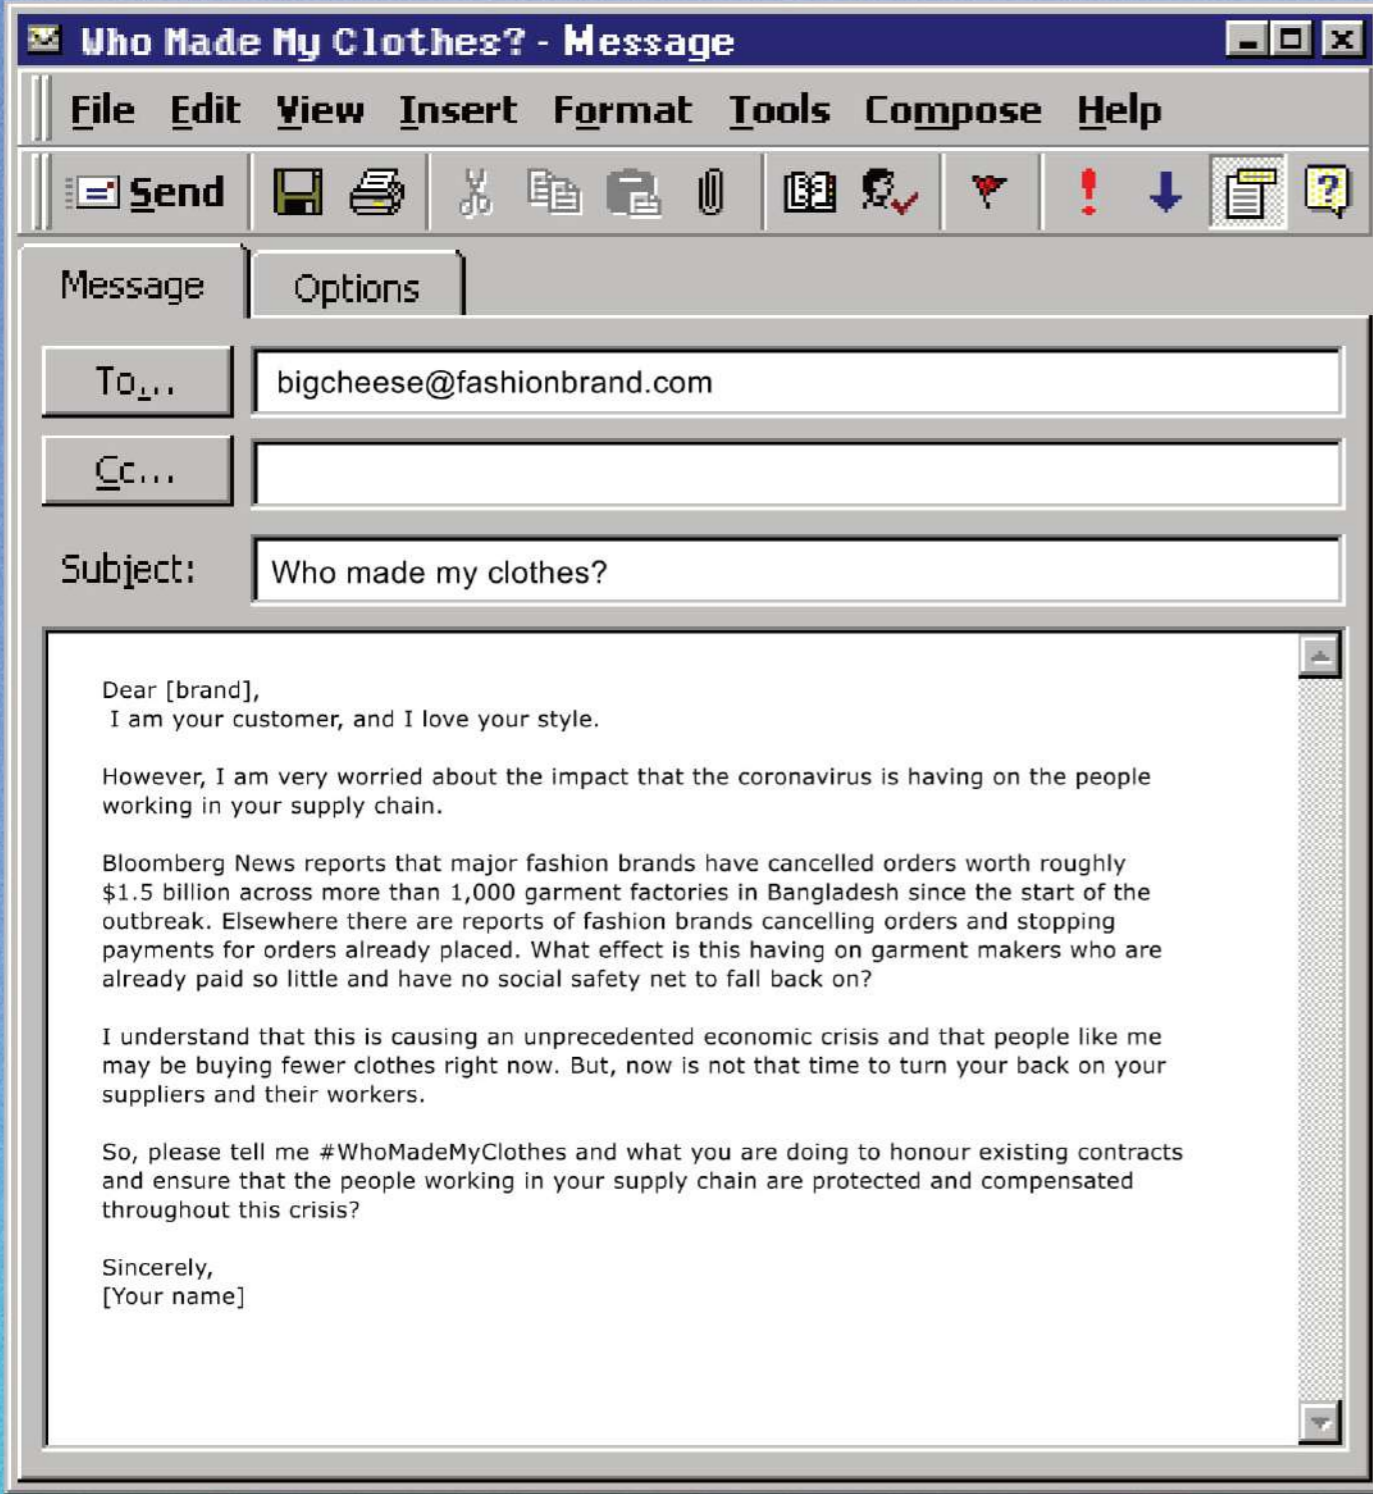 Who Made My Clothes? - Message
File Edit View Insert Format Tools Compose Help
Send
Message Options
To... bigcheese@fashionbrand.com
Cc...
Subject: Who made my clothes?
Dear [brand],
I am your customer, and I love your style.
However, I am very worried about the impact that the coronavirus is having on the people
working in your supply chain.
Bloomberg News reports that major fashion brands have cancelled orders worth roughly
$1.5 billion across more than 1,000 garment factories in Bangladesh since the start of the
outbreak. Elsewhere there are reports of fashion brands cancelling orders and stopping
payments for orders already placed. What effect is this having on garment makers who are
already paid so little and have no social safety net to fall back on?
I understand that this is causing an unprecedented economic crisis and that people like me
may be buying fewer clothes right now. But, now is not that time to turn your back on your
suppliers and their workers.
So, please tell me #WhoMadeMyClothes and what you are doing to honour existing contracts
and ensure that the people working in your supply chain are protected and compensated
throughout this crisis?
Sincerely,
[Your name]